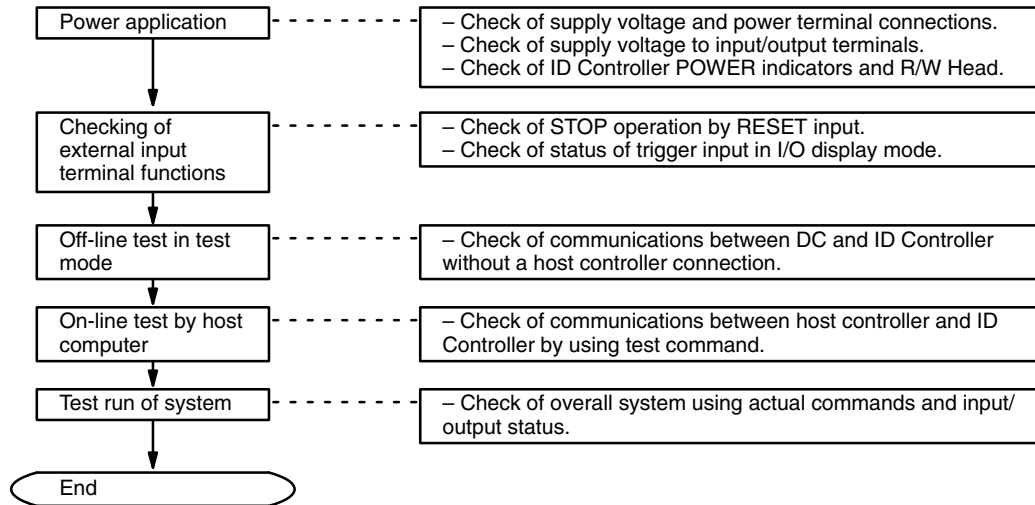 Power application
– Check of supply voltage and power terminal connections.
– Check of supply voltage to input/output terminals.
– Check of ID Controller POWER indicators and R/W Head.
Checking of
external input
terminal functions
– Check of STOP operation by RESET input.
– Check of status of trigger input in I/O display mode.
Off-line test in test
mode
– Check of communications between DC and ID Controller
without a host controller connection.
On-line test by host
computer
– Check of communications between host controller and ID
Controller by using test command.
Test run of system
– Check of overall system using actual commands and input/
output status.
End